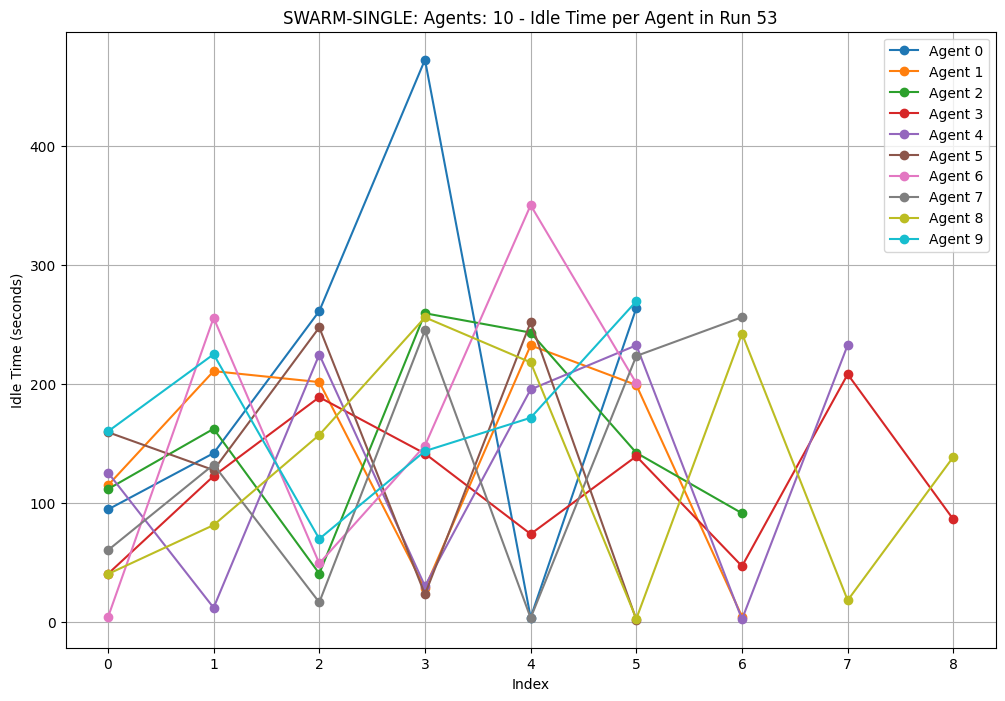 SWARM-SINGLE: Agents: 10 - Idle Time per Agent in Run 53
Agent 0
Agent 1
Agent 2
Agent 3
Agent 4
Agent 5
Agent 6
Agent 7
Agent 8
Agent 9
Idle Time (seconds)
400
300
200
100
0
0 1 2 3 4 5 6 7 8
Index